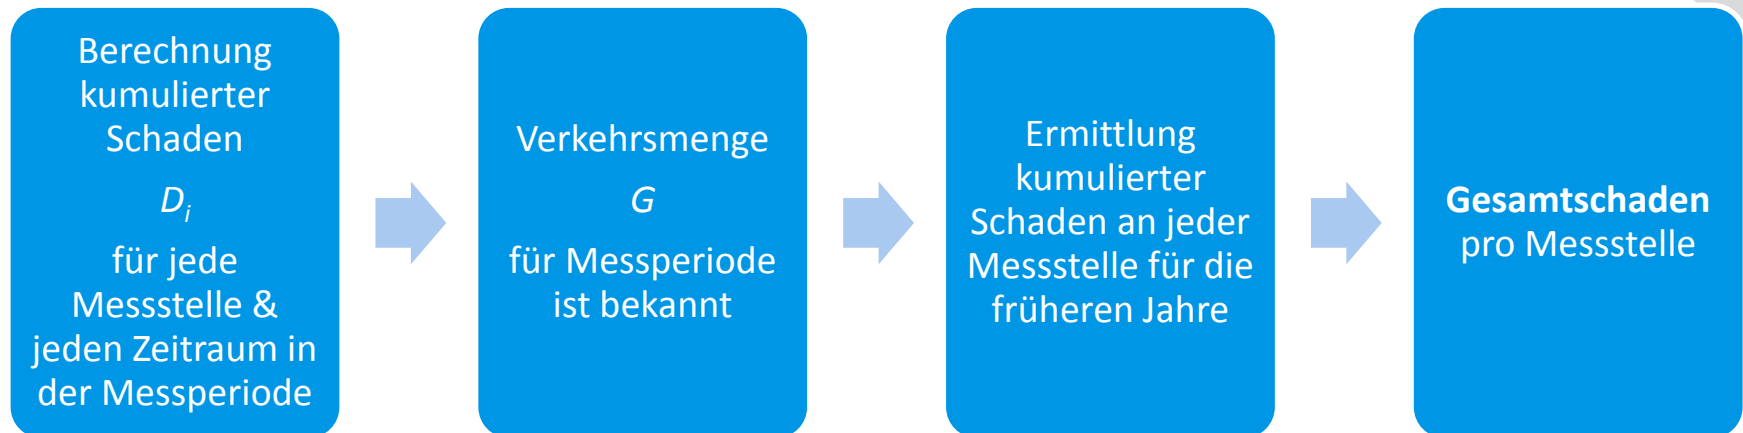 Berechnung
kumulierter
Schaden
D_i
für jede
Messstelle &
jeden Zeitraum in
der Messperiode
Verkehrsmenge
G
für Messperiode
ist bekannt
Ermittlung
kumulierter
Schaden an jeder
Messstelle für die
früheren Jahre
Gesamtschaden
pro Messstelle